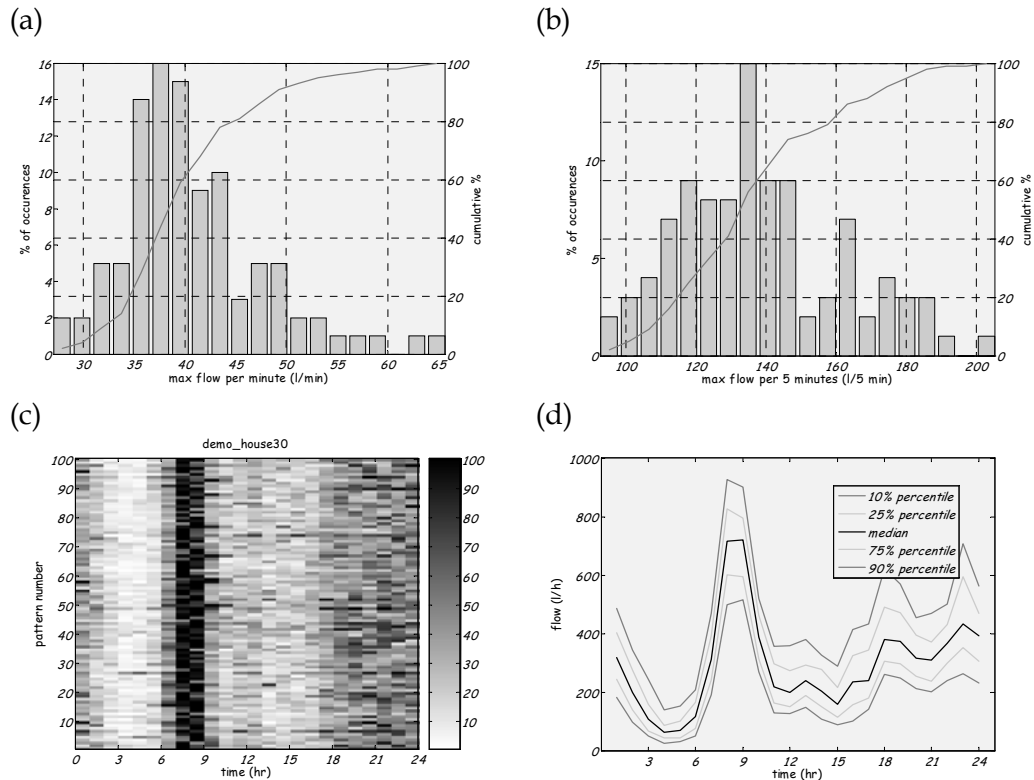 (a)
16
14
12
10
8
6
4
2
0
% of occurences
100
80
60
40
20
0
cumulative %
30 35 40 45 50 55 60 65
max flow per minute (l/min)
(b)
15
10
5
0
% of occurences
100
80
60
40
20
0
cumulative %
100 120 140 160 180 200
max flow per 5 minutes (l/5 min)
(c)
demo_house30
100
90
80
70
60
50
40
30
20
10
pattern number
0 3 6 9 12 15 18 21 24
time (hr)
100
90
80
70
60
50
40
30
20
10
(d)
1000
800
600
400
200
0
flow (l/h)
10% percentile
25% percentile
median
75% percentile
90% percentile
3 6 9 12 15 18 21 24
time (hr)